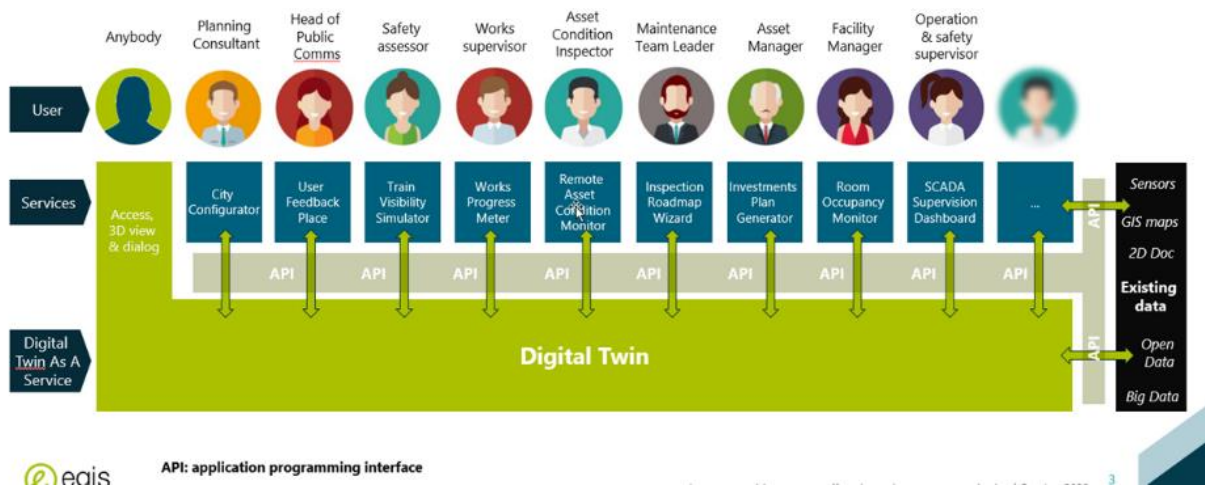 Anybody
Planning
Consultant
Head of
Public
Comms
Safety
assessor
Works
supervisor
Asset
Condition
Inspector
Maintenance
Team Leader
Asset
Manager
Facility
Manager
Operation
& safety
supervisor
User
Services
Access,
3D view
& dialog
City
Configurator
User
Feedback
Place
Train
Visibility
Simulator
Works
Progress
Meter
Remote
Asset
Condition
Monitor
Inspection
Roadmap
Wizard
Investments
Plan
Generator
Room
Occupancy
Monitor
SCADA
Supervision
Dashboard
...
API
Sensors
GIS maps
2D Doc
Existing
data
Open
Data
Big Data
API API API API API API API API API
API
Digital
Twin As A
Service
Digital Twin
egis
API: application programming interface
3